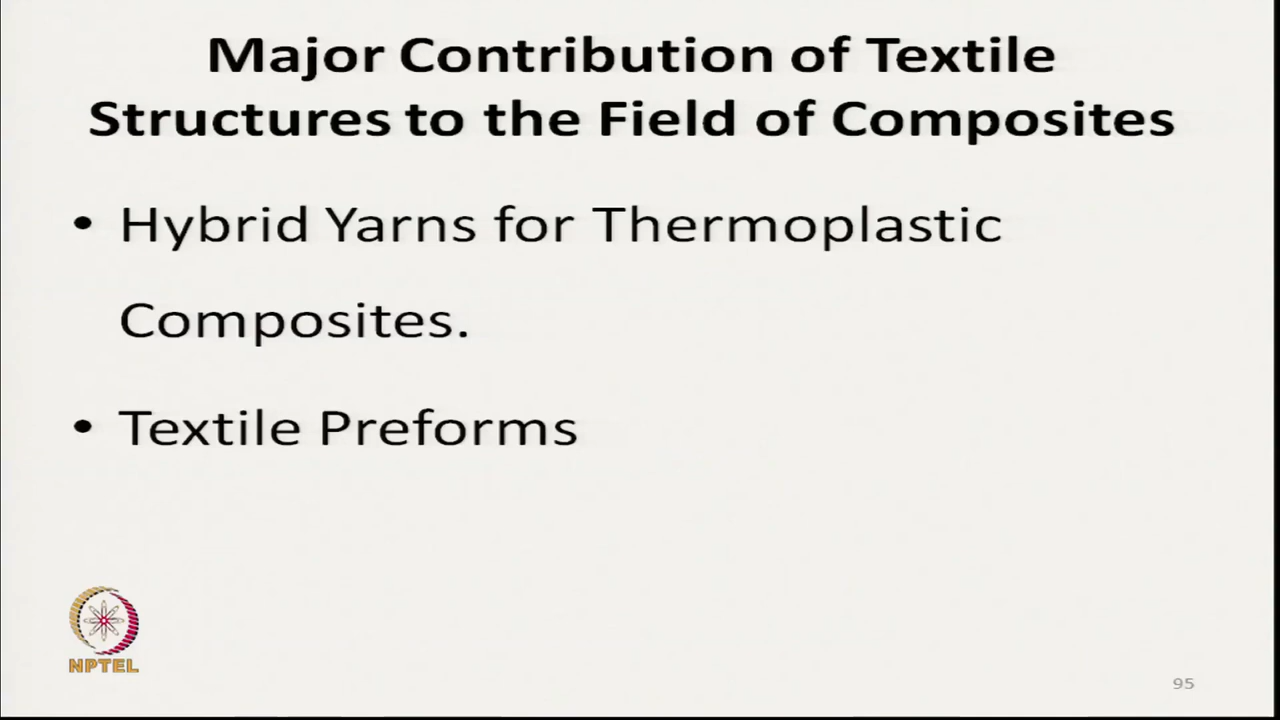 Major Contribution of Textile
Structures to the Field of Composites
• Hybrid Yarns for Thermoplastic
Composites.
• Textile Preforms
NPTEL
95